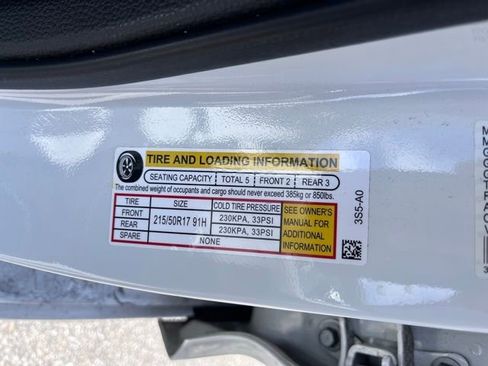 TIRE AND LOADING INFORMATION
SEATING CAPACITY TOTAL 5 FRONT 2 REAR 3
The combined weight of occupants and cargo should never exceed 385kg or 850lbs.
TIRE SIZE COLD TIRE PRESSURE
FRONT 215/50R17 91H 230KPA, 33PSI
REAR 230KPA, 33PSI
SPARE NONE
SEE OWNER'S
MANUAL FOR
ADDITIONAL
INFORMATION
3S5-A0